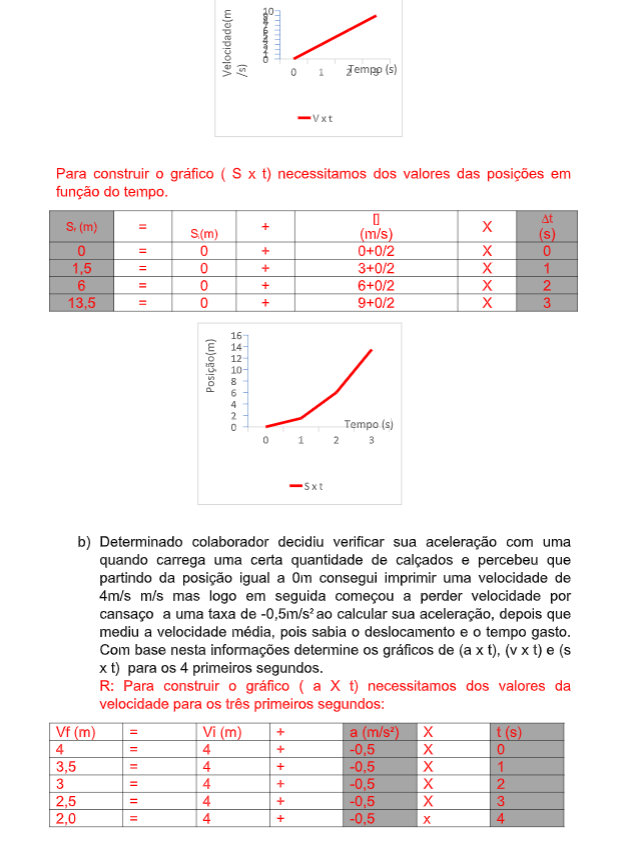 Velocidade(m
/s)
10
0
0 1 2 3
Tempo (s)
V x t
Para construir o gráfico ( S x t) necessitamos dos valores das posições em
função do tempo.
Sf (m) = Si(m) + ▯ (m/s) X Δt (s)
0 = 0 + 0+0/2 X 0
1,5 = 0 + 3+0/2 X 1
6 = 0 + 6+0/2 X 2
13,5 = 0 + 9+0/2 X 3
Posição(m)
16
14
12
10
8
6
4
2
0
Tempo (s)
0 1 2 3
S x t
b) Determinado colaborador decidiu verificar sua aceleração com uma
quando carrega uma certa quantidade de calçados e percebeu que
partindo da posição igual a 0m consegui imprimir uma velocidade de
4m/s m/s mas logo em seguida começou a perder velocidade por
cansaço a uma taxa de -0,5m/s² ao calcular sua aceleração, depois que
mediu a velocidade média, pois sabia o deslocamento e o tempo gasto.
Com base nesta informações determine os gráficos de (a x t), (v x t) e (s
x t) para os 4 primeiros segundos.
R: Para construir o gráfico ( a X t) necessitamos dos valores da
velocidade para os três primeiros segundos:
Vf (m) = Vi (m) + a (m/s²) X t (s)
4 = 4 + -0,5 X 0
3,5 = 4 + -0,5 X 1
3 = 4 + -0,5 X 2
2,5 = 4 + -0,5 X 3
2,0 = 4 + -0,5 x 4